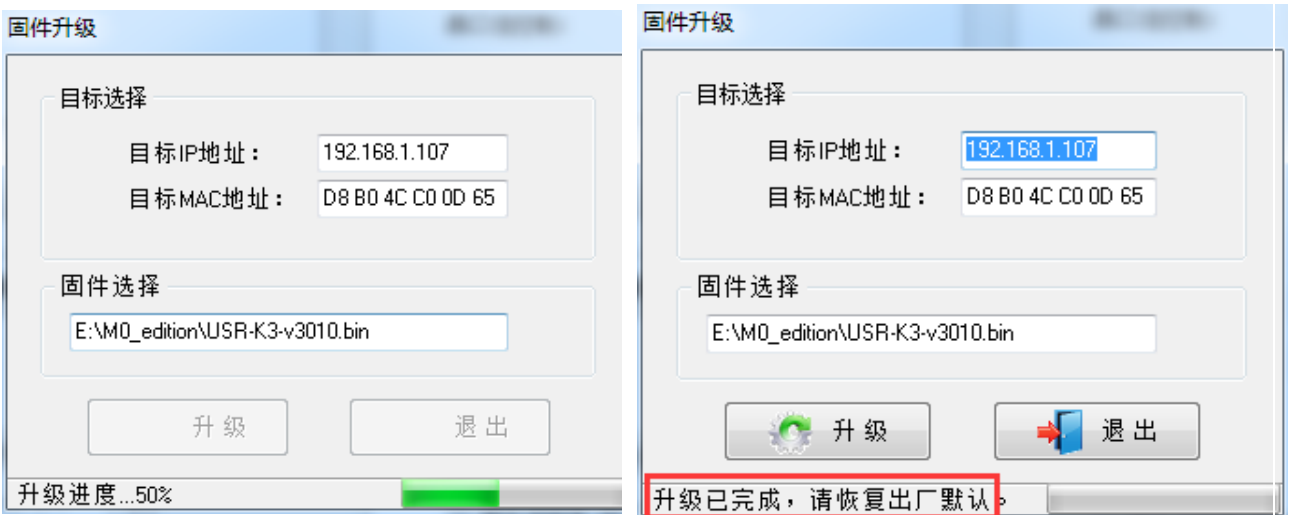 固件升级
目标选择
目标IP地址：
192.168.1.107
目标MAC地址：
D8 B0 4C C0 0D 65
固件选择
E:\M0_edition\USR-K3-v3010.bin
升级
退出
升级进度...50%
固件升级
目标选择
目标IP地址：
192.168.1.107
目标MAC地址：
D8 B0 4C C0 0D 65
固件选择
E:\M0_edition\USR-K3-v3010.bin
升级
退出
升级已完成，请恢复出厂默认。